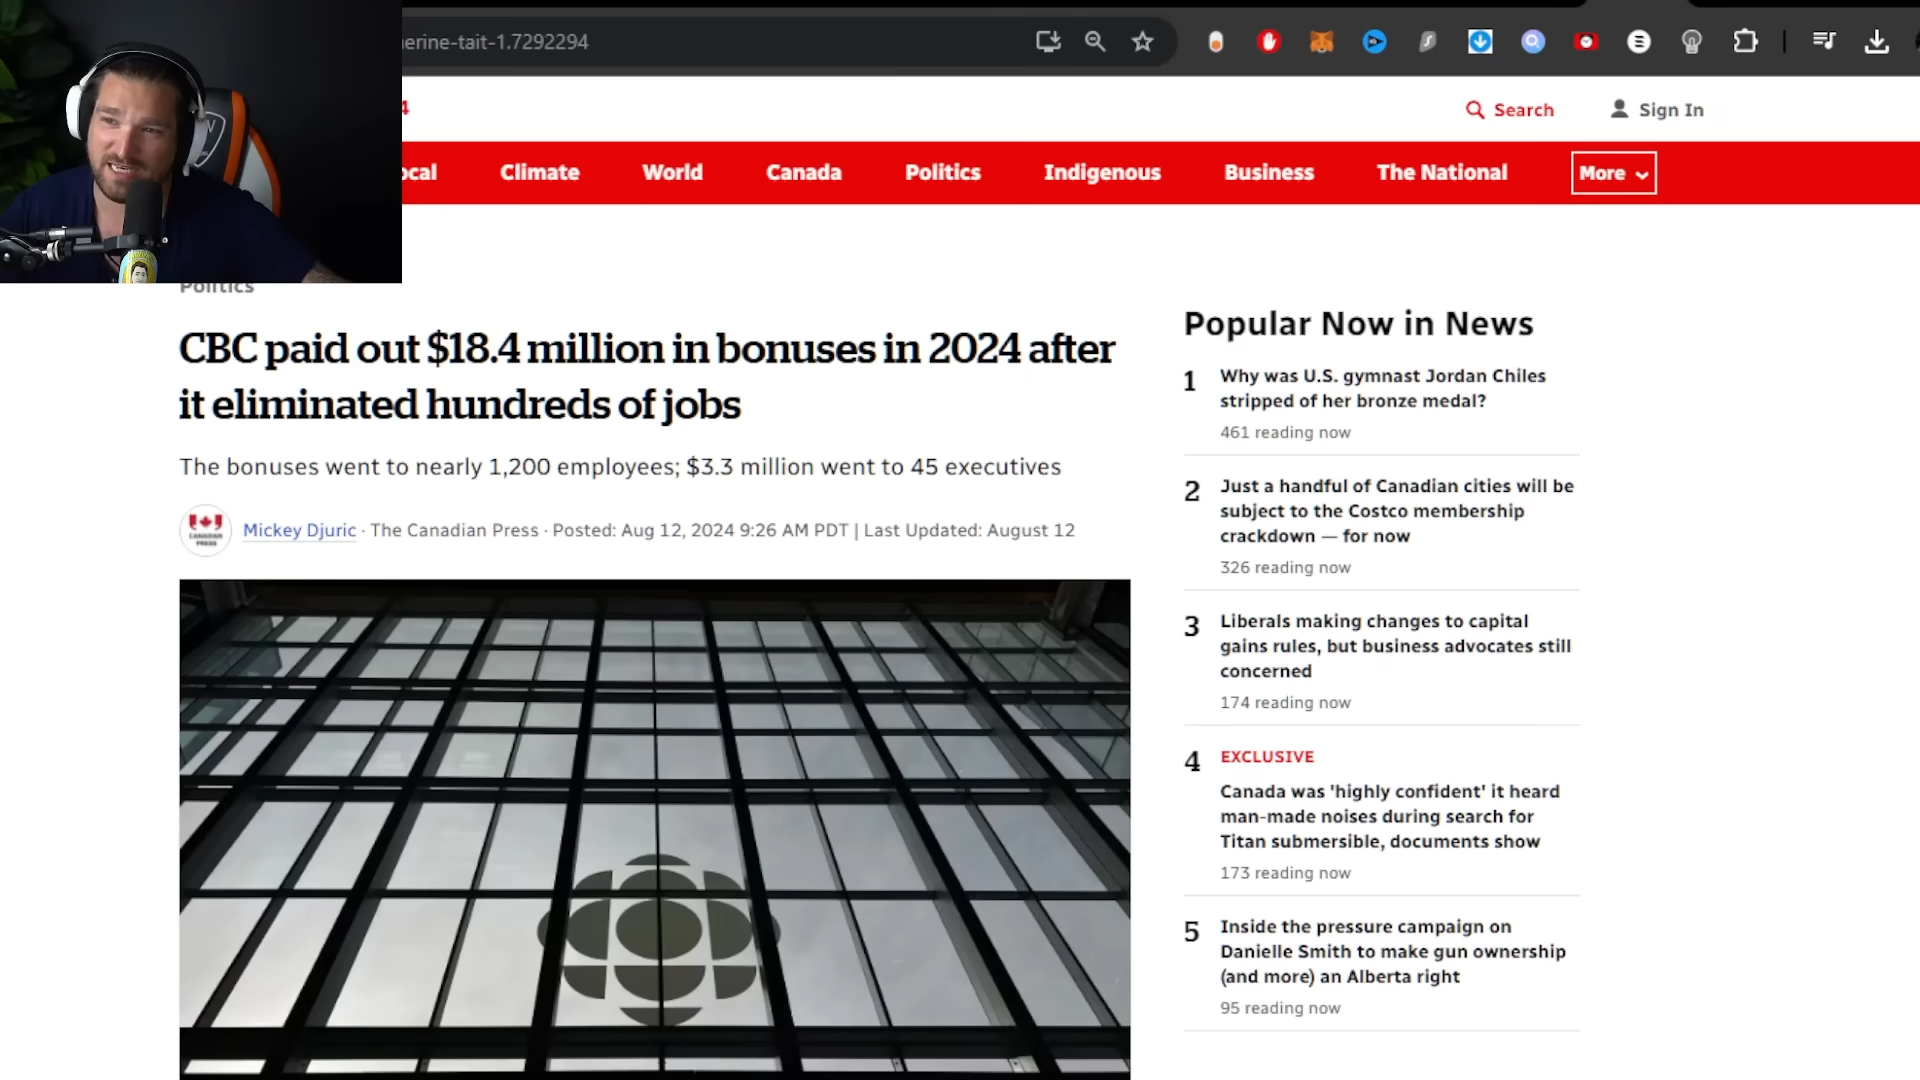 erine-tait-1.7292294
4
Search
Sign In
ocal
Climate
World
Canada
Politics
Indigenous
Business
The National
More
Politics
CBC paid out $18.4 million in bonuses in 2024 after
it eliminated hundreds of jobs
The bonuses went to nearly 1,200 employees; $3.3 million went to 45 executives
CANADIAN
PRESS
Mickey Djuric · The Canadian Press · Posted: Aug 12, 2024 9:26 AM PDT | Last Updated: August 12
Popular Now in News
1
Why was U.S. gymnast Jordan Chiles
stripped of her bronze medal?
461 reading now
2
Just a handful of Canadian cities will be
subject to the Costco membership
crackdown — for now
326 reading now
3
Liberals making changes to capital
gains rules, but business advocates still
concerned
174 reading now
4
EXCLUSIVE
Canada was 'highly confident' it heard
man-made noises during search for
Titan submersible, documents show
173 reading now
5
Inside the pressure campaign on
Danielle Smith to make gun ownership
(and more) an Alberta right
95 reading now